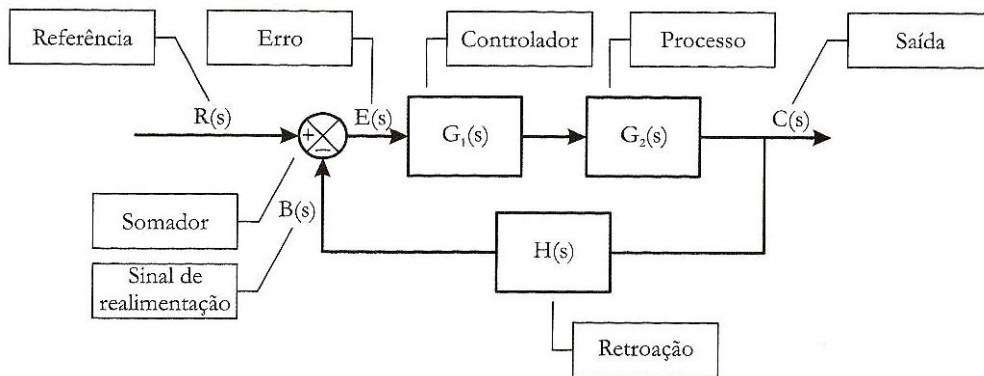 Referência
Erro
Controlador
Processo
Saída
R(s)
E(s)
C(s)
+
G₁(s)
G₂(s)
−
Somador
B(s)
H(s)
Sinal de
realimentação
Retroação